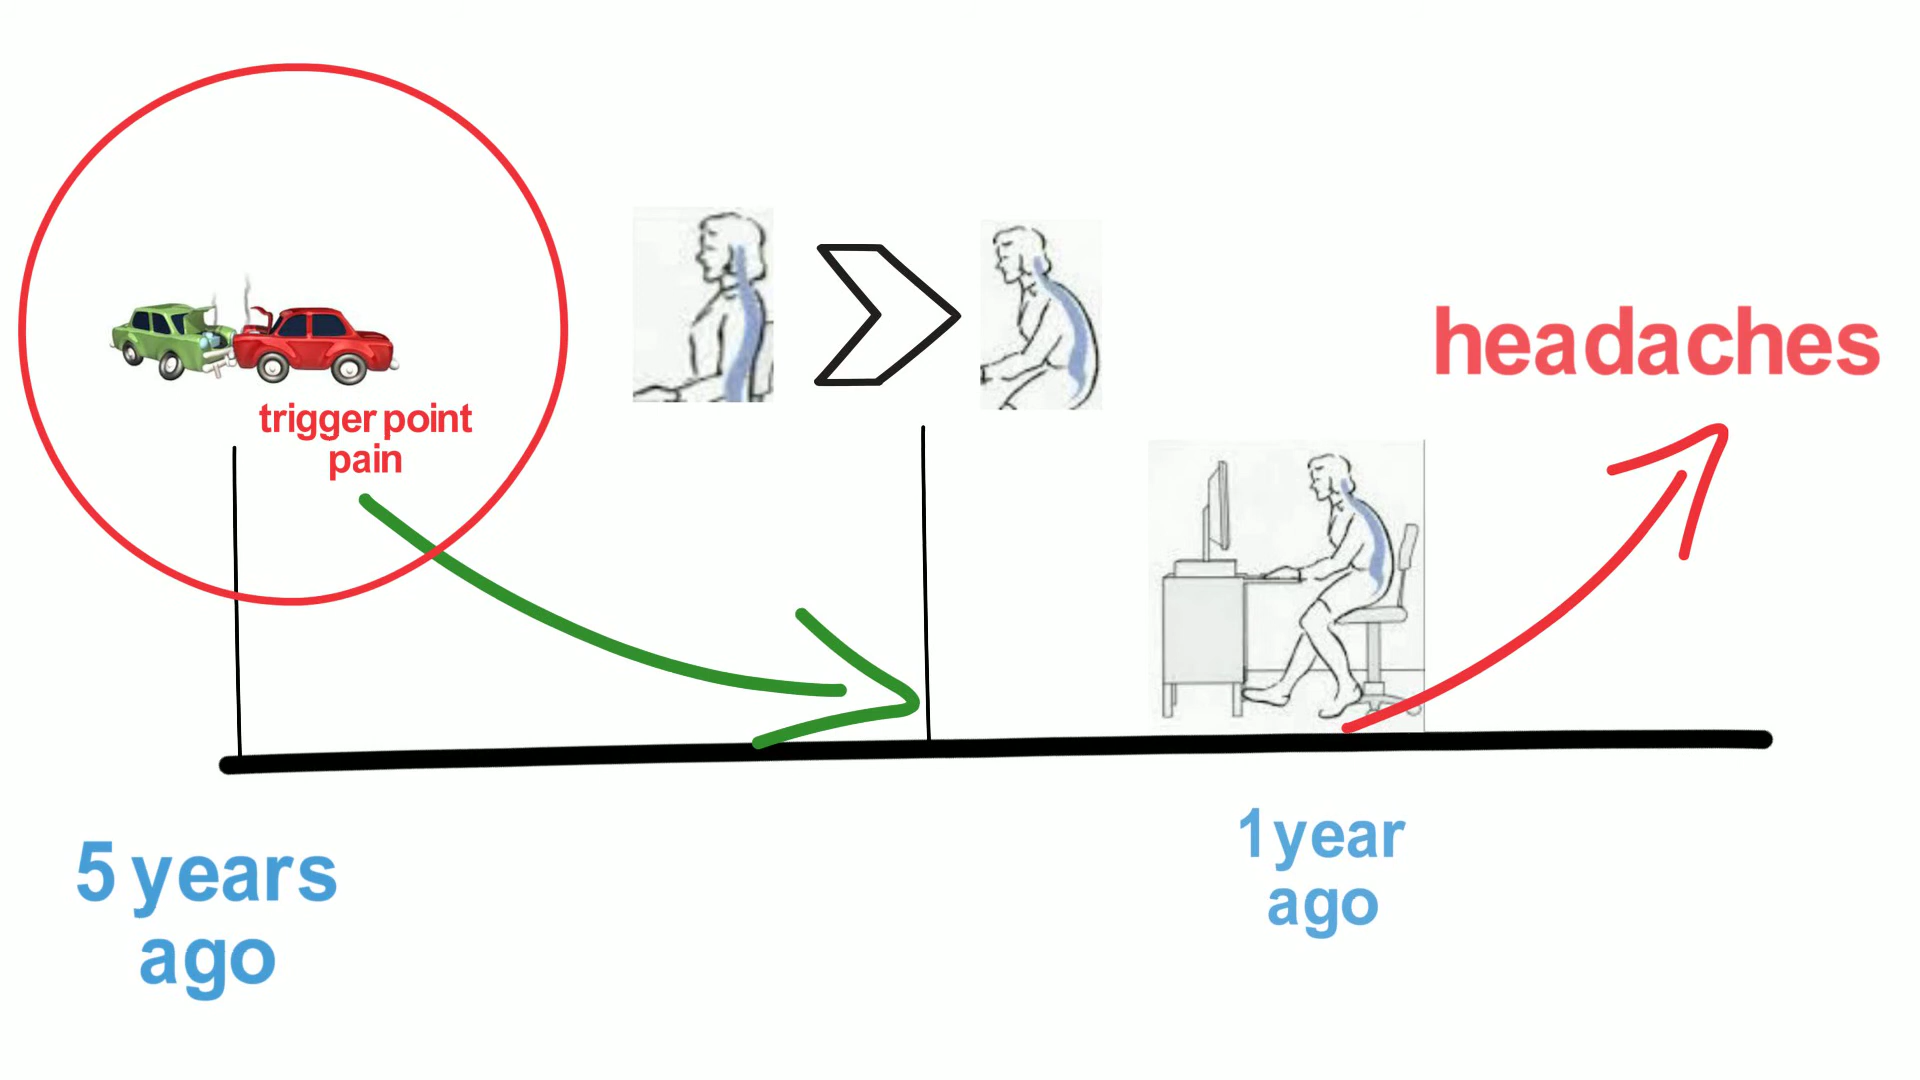 trigger point
pain
headaches
5 years
ago
1 year
ago